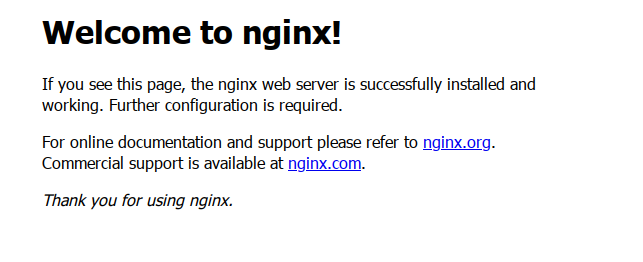 Welcome to nginx!
If you see this page, the nginx web server is successfully installed and
working. Further configuration is required.
For online documentation and support please refer to nginx.org.
Commercial support is available at nginx.com.
Thank you for using nginx.